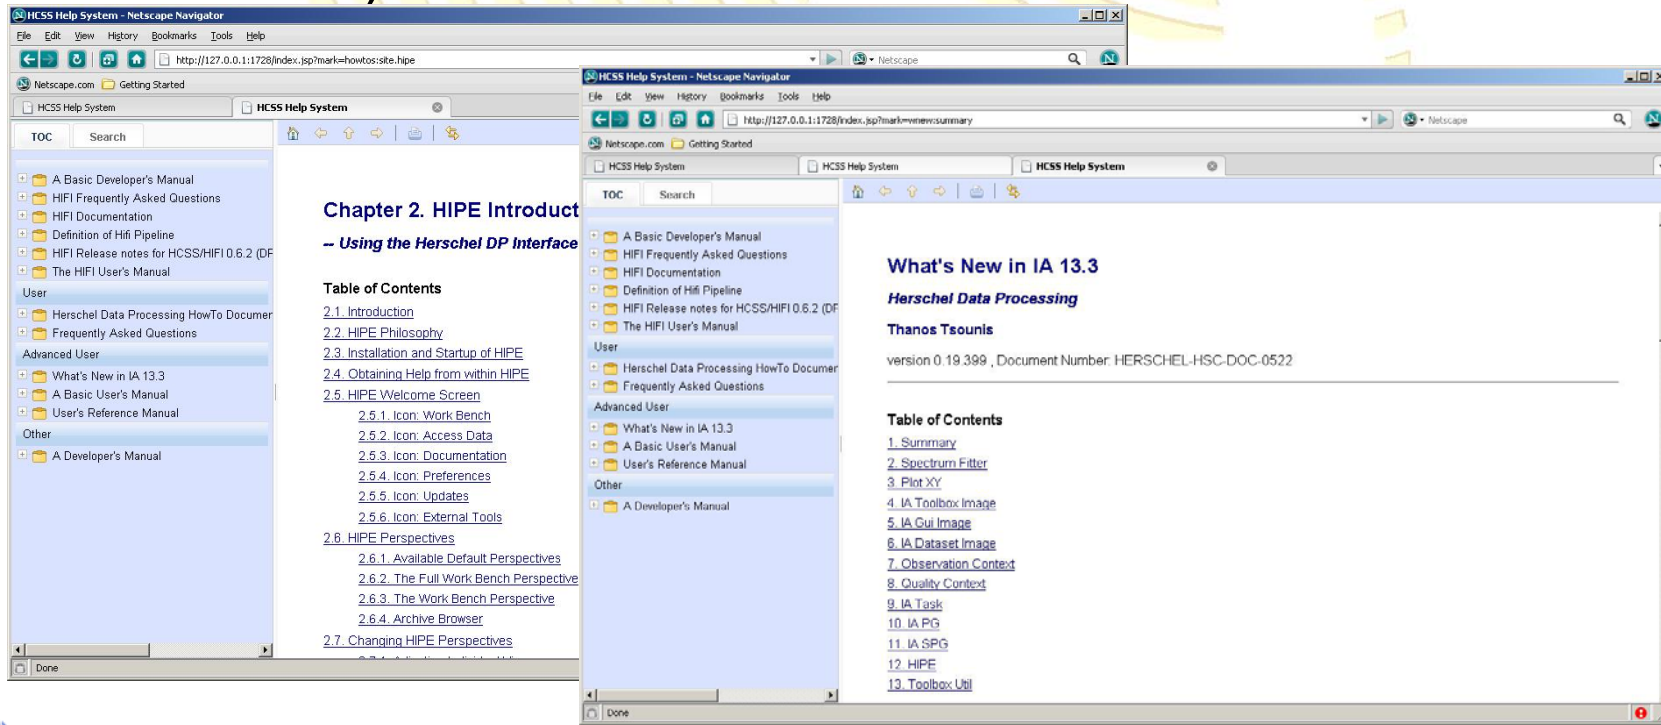 HCSS Help System - Netscape Navigator
File Edit View History Bookmarks Tools Help
http://127.0.0.1:1728/index.jsp?mark=howtos:site.hipe
Netscape
Netscape.com Getting Started
HCSS Help System
HCSS Help System
TOC Search
A Basic Developer's Manual
HIFI Frequently Asked Questions
HIFI Documentation
Definition of Hifi Pipeline
HIFI Release notes for HCSS/HIFI 0.6.2 (DF
The HIFI User's Manual
User
Herschel Data Processing HowTo Documer
Frequently Asked Questions
Advanced User
What's New in IA 13.3
A Basic User's Manual
User's Reference Manual
Other
A Developer's Manual
Chapter 2. HIPE Introduct
-- Using the Herschel DP Interface
Table of Contents
2.1. Introduction
2.2. HIPE Philosophy
2.3. Installation and Startup of HIPE
2.4. Obtaining Help from within HIPE
2.5. HIPE Welcome Screen
2.5.1. Icon: Work Bench
2.5.2. Icon: Access Data
2.5.3. Icon: Documentation
2.5.4. Icon: Preferences
2.5.5. Icon: Updates
2.5.6. Icon: External Tools
2.6. HIPE Perspectives
2.6.1. Available Default Perspectives
2.6.2. The Full Work Bench Perspective
2.6.3. The Work Bench Perspective
2.6.4. Archive Browser
2.7. Changing HIPE Perspectives
Done
HCSS Help System - Netscape Navigator
File Edit View History Bookmarks Tools Help
http://127.0.0.1:1728/index.jsp?mark=wnew:summary
Netscape
Netscape.com Getting Started
HCSS Help System
HCSS Help System
HCSS Help System
TOC Search
A Basic Developer's Manual
HIFI Frequently Asked Questions
HIFI Documentation
Definition of Hifi Pipeline
HIFI Release notes for HCSS/HIFI 0.6.2 (DF
The HIFI User's Manual
User
Herschel Data Processing HowTo Documer
Frequently Asked Questions
Advanced User
What's New in IA 13.3
A Basic User's Manual
User's Reference Manual
Other
A Developer's Manual
What's New in IA 13.3
Herschel Data Processing
Thanos Tsounis
version 0.19.399 , Document Number: HERSCHEL-HSC-DOC-0522
Table of Contents
1. Summary
2. Spectrum Fitter
3. Plot XY
4. IA Toolbox Image
5. IA Gui Image
6. IA Dataset Image
7. Observation Context
8. Quality Context
9. IA Task
10. IA PG
11. IA SPG
12. HIPE
13. Toolbox Util
Done